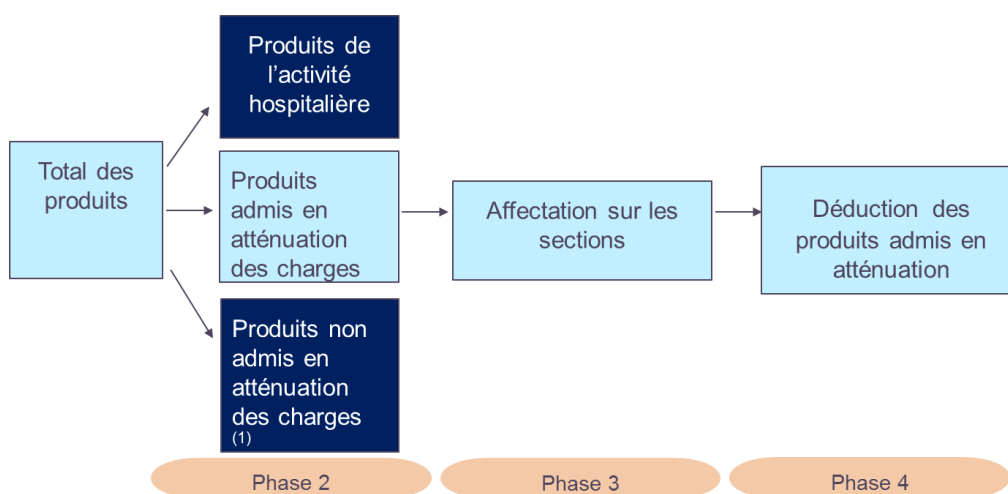 Produits de
l’activité
hospitalière
Total des
produits
Produits
admis en
atténuation
des charges
Affectation sur les
sections
Déduction des
produits admis en
atténuation
Produits non
admis en
atténuation
des charges
(1)
Phase 2
Phase 3
Phase 4